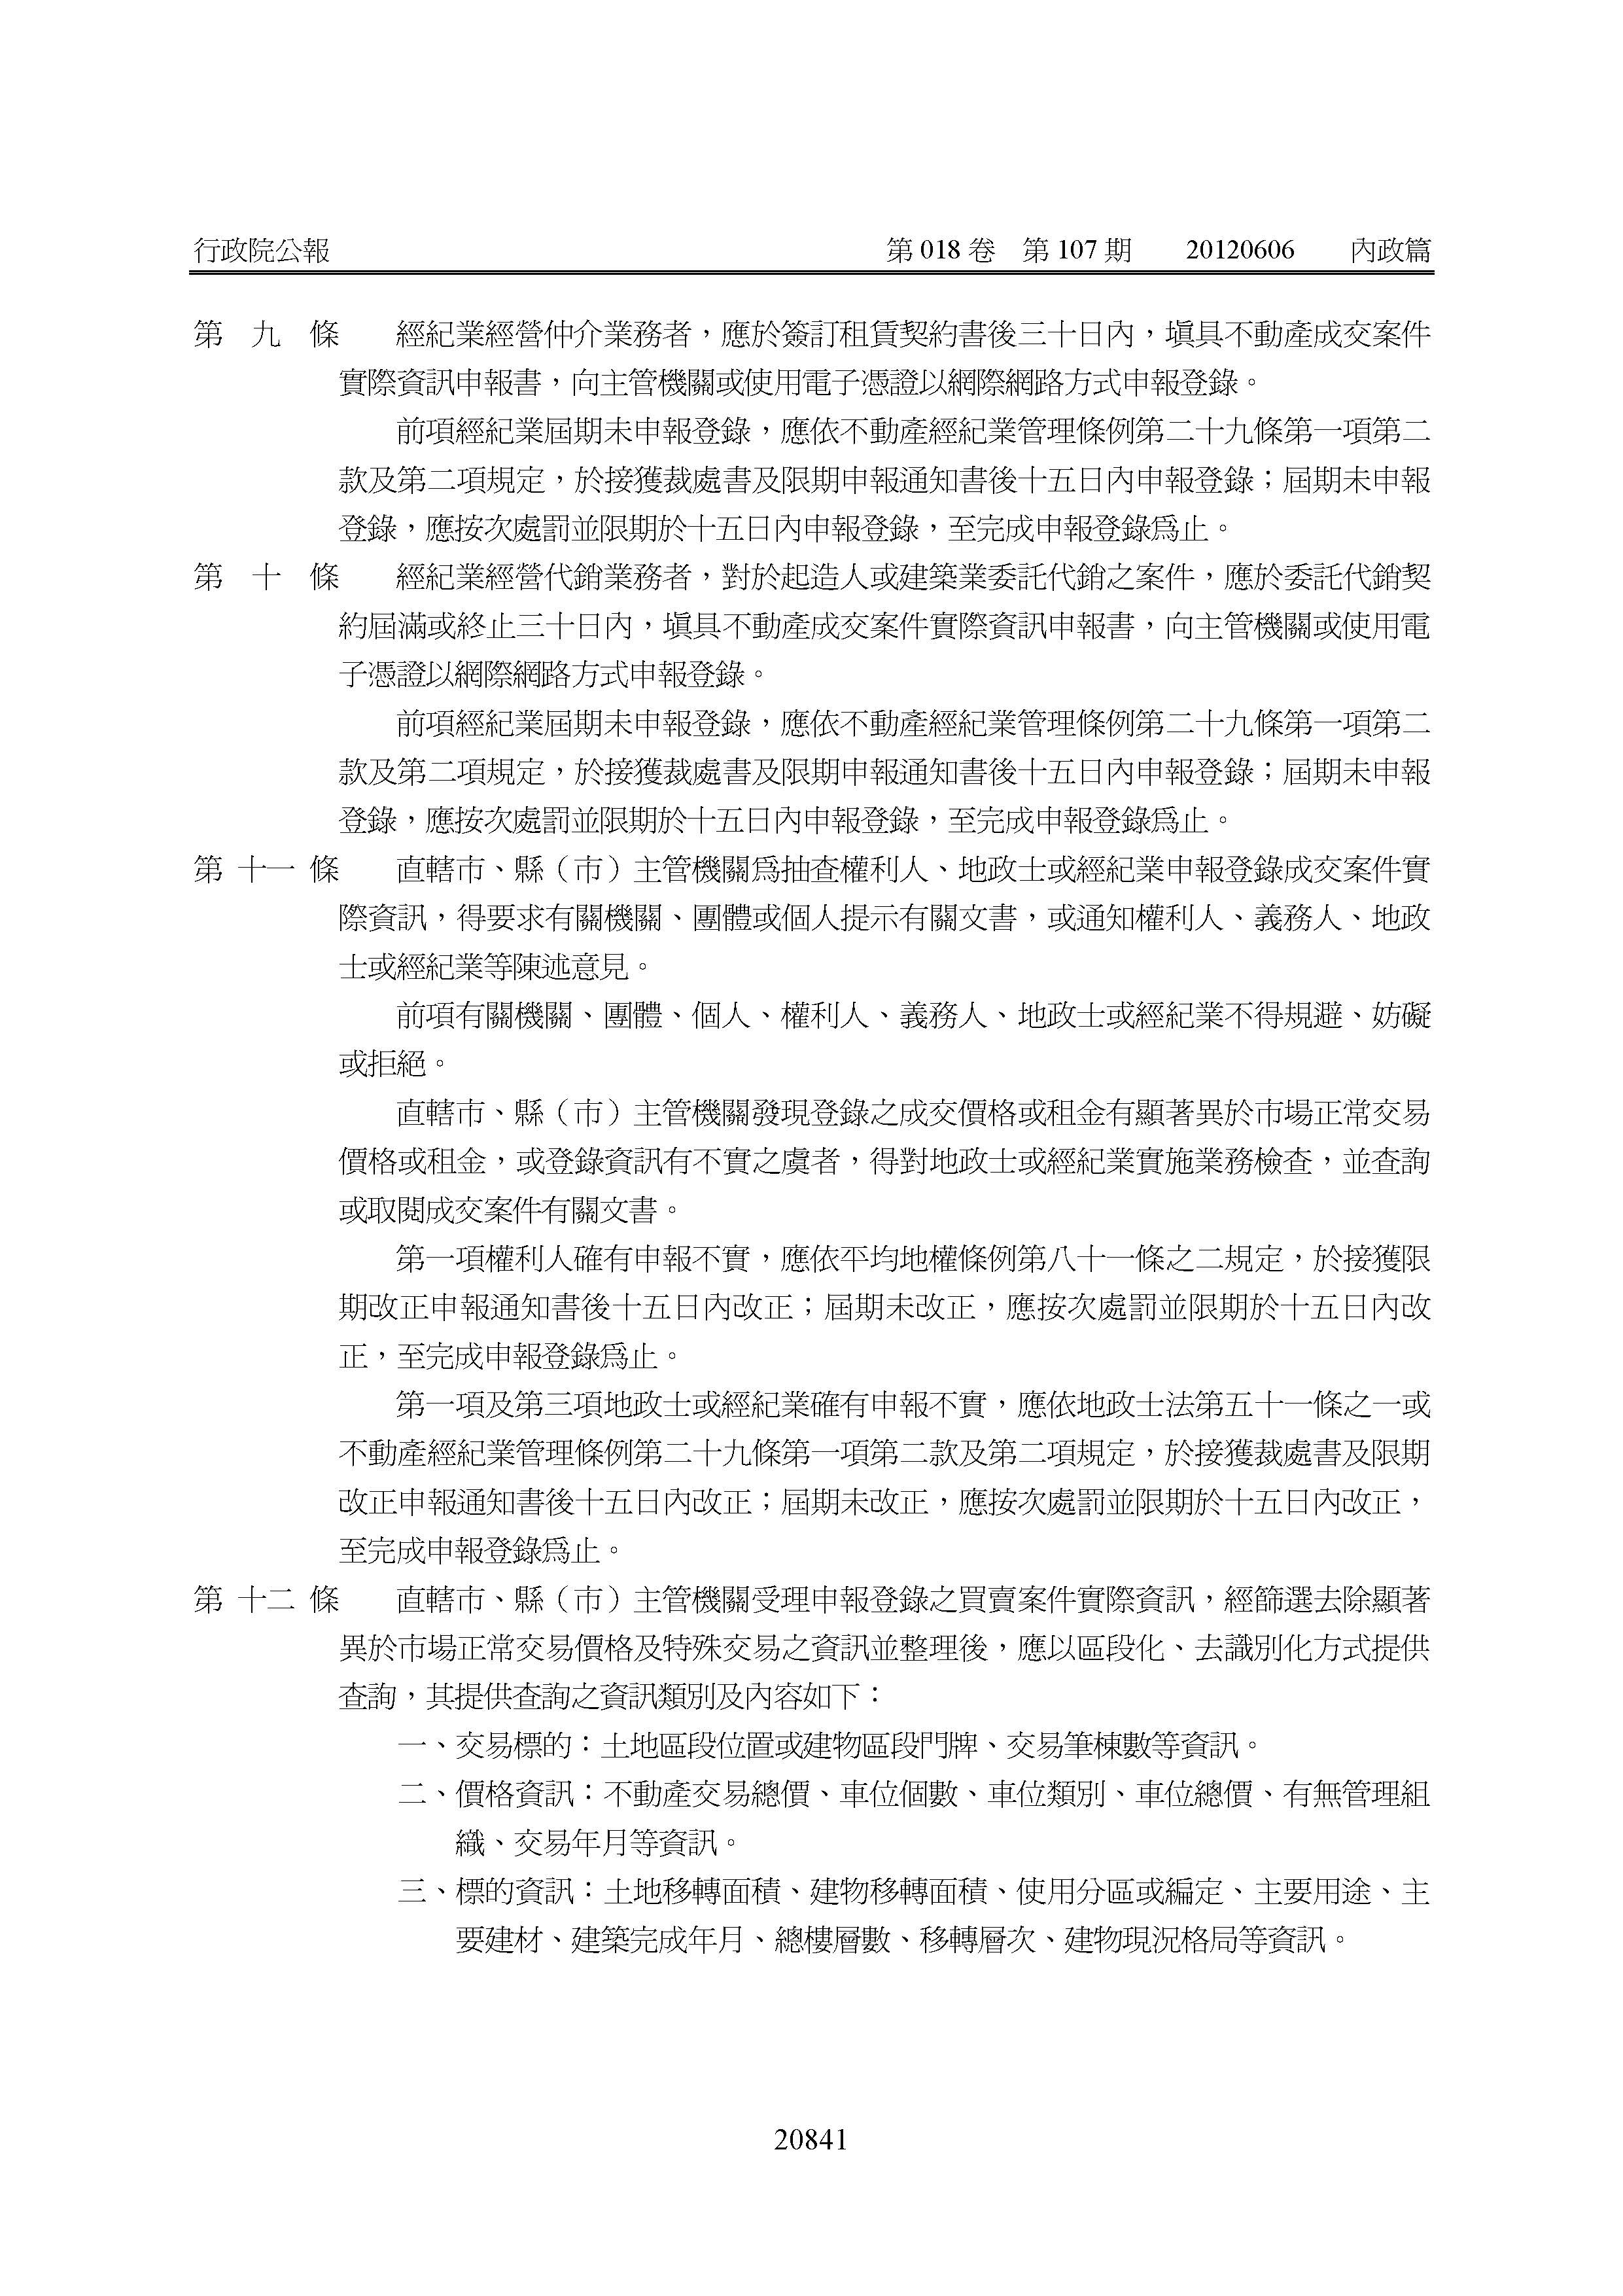 行政院公報　第 018 卷　第 107 期　20120606　內政篇
第　九　條　　經紀業經營仲介業務者，應於簽訂租賃契約書後三十日內，填具不動產成交案件
實際資訊申報書，向主管機關或使用電子憑證以網際網路方式申報登錄。
前項經紀業屆期未申報登錄，應依不動產經紀業管理條例第二十九條第一項第二
款及第二項規定，於接獲裁處書及限期申報通知書後十五日內申報登錄；屆期未申報
登錄，應按次處罰並限期於十五日內申報登錄，至完成申報登錄為止。
第　十　條　　經紀業經營代銷業務者，對於起造人或建築業委託代銷之案件，應於委託代銷契
約屆滿或終止三十日內，填具不動產成交案件實際資訊申報書，向主管機關或使用電
子憑證以網際網路方式申報登錄。
前項經紀業屆期未申報登錄，應依不動產經紀業管理條例第二十九條第一項第二
款及第二項規定，於接獲裁處書及限期申報通知書後十五日內申報登錄；屆期未申報
登錄，應按次處罰並限期於十五日內申報登錄，至完成申報登錄為止。
第 十一 條　　直轄市、縣（市）主管機關為抽查權利人、地政士或經紀業申報登錄成交案件實
際資訊，得要求有關機關、團體或個人提示有關文書，或通知權利人、義務人、地政
士或經紀業等陳述意見。
前項有關機關、團體、個人、權利人、義務人、地政士或經紀業不得規避、妨礙
或拒絕。
直轄市、縣（市）主管機關發現登錄之成交價格或租金有顯著異於市場正常交易
價格或租金，或登錄資訊有不實之虞者，得對地政士或經紀業實施業務檢查，並查詢
或取閱成交案件有關文書。
第一項權利人確有申報不實，應依平均地權條例第八十一條之二規定，於接獲限
期改正申報通知書後十五日內改正；屆期未改正，應按次處罰並限期於十五日內改
正，至完成申報登錄為止。
第一項及第三項地政士或經紀業確有申報不實，應依地政士法第五十一條之一或
不動產經紀業管理條例第二十九條第一項第二款及第二項規定，於接獲裁處書及限期
改正申報通知書後十五日內改正；屆期未改正，應按次處罰並限期於十五日內改正，
至完成申報登錄為止。
第 十二 條　　直轄市、縣（市）主管機關受理申報登錄之買賣案件實際資訊，經篩選去除顯著
異於市場正常交易價格及特殊交易之資訊並整理後，應以區段化、去識別化方式提供
查詢，其提供查詢之資訊類別及內容如下：
一、交易標的：土地區段位置或建物區段門牌、交易筆棟數等資訊。
二、價格資訊：不動產交易總價、車位個數、車位類別、車位總價、有無管理組
織、交易年月等資訊。
三、標的資訊：土地移轉面積、建物移轉面積、使用分區或編定、主要用途、主
要建材、建築完成年月、總樓層數、移轉層次、建物現況格局等資訊。
20841